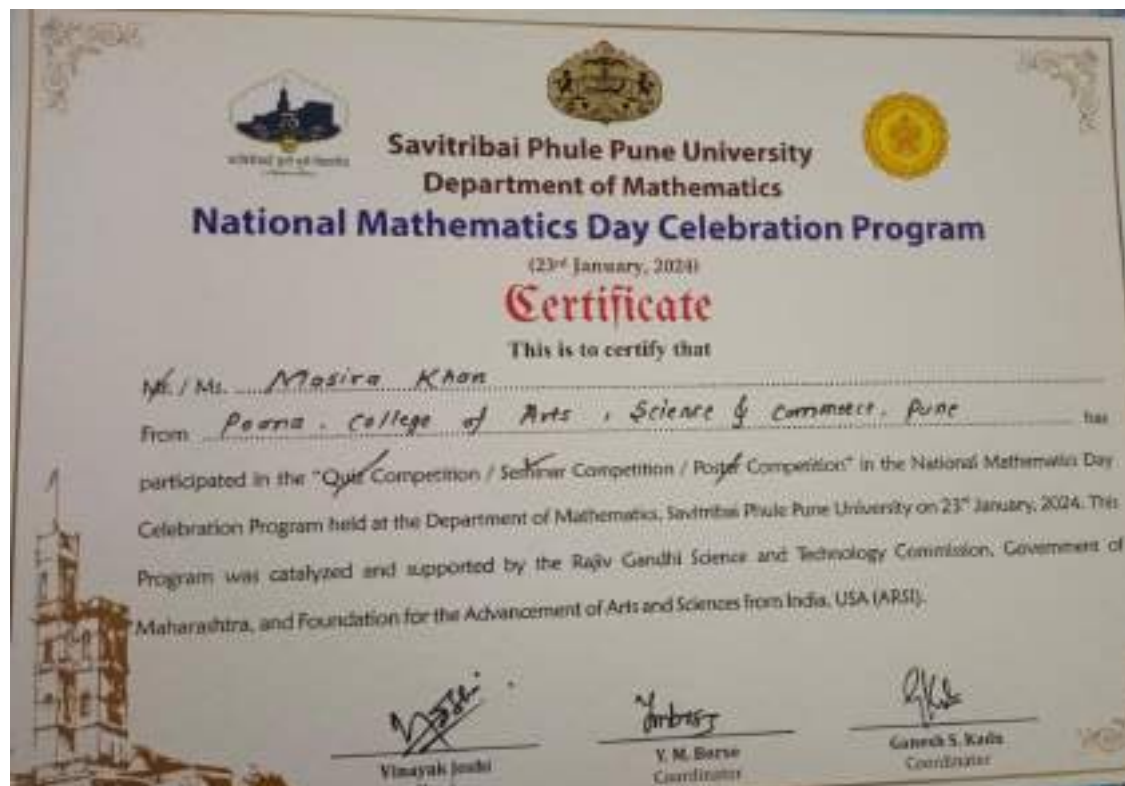 Savitribai Phule Pune University
Department of Mathematics
National Mathematics Day Celebration Program
(23rd January, 2024)
Certificate
This is to certify that
Mr. / Ms. Masira Khan
From Poona . College of Arts , Science & Commerce, Pune has
participated in the "Quiz Competition / Seminar Competition / Poster Competition" in the National Mathematics Day
Celebration Program held at the Department of Mathematics, Savitribai Phule Pune University on 23rd January, 2024. This
Program was catalyzed and supported by the Rajiv Gandhi Science and Technology Commission, Government of
Maharashtra, and Foundation for the Advancement of Arts and Sciences from India, USA (ARSI).
Vinayak Joshi
Y. M. Borse
Coordinator
Ganesh S. Kadu
Coordinator